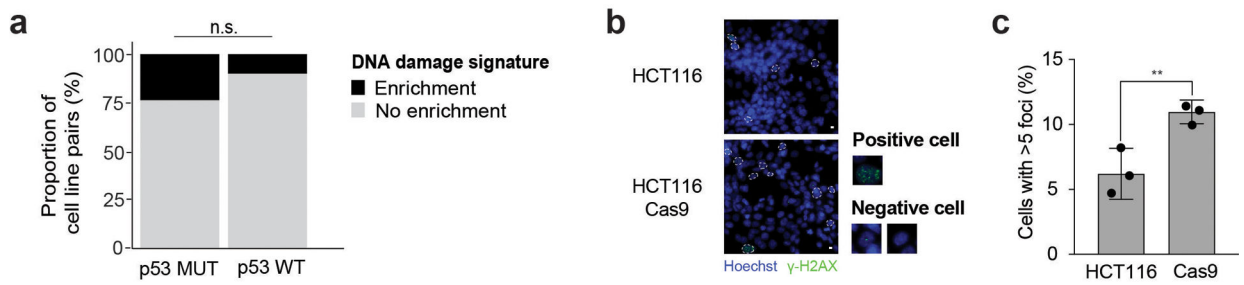 a
n.s.
Proportion of
cell line pairs (%)
100
75
50
25
0
p53 MUT
p53 WT
DNA damage signature
Enrichment
No enrichment
b
HCT116
HCT116
Cas9
Positive cell
Negative cell
Hoechst γ-H2AX
c
Cells with >5 foci (%)
15
10
5
0
**
HCT116
Cas9